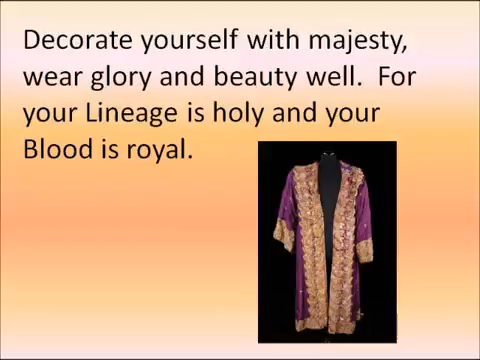 Decorate yourself with majesty,
wear glory and beauty well.  For
your Lineage is holy and your
Blood is royal.